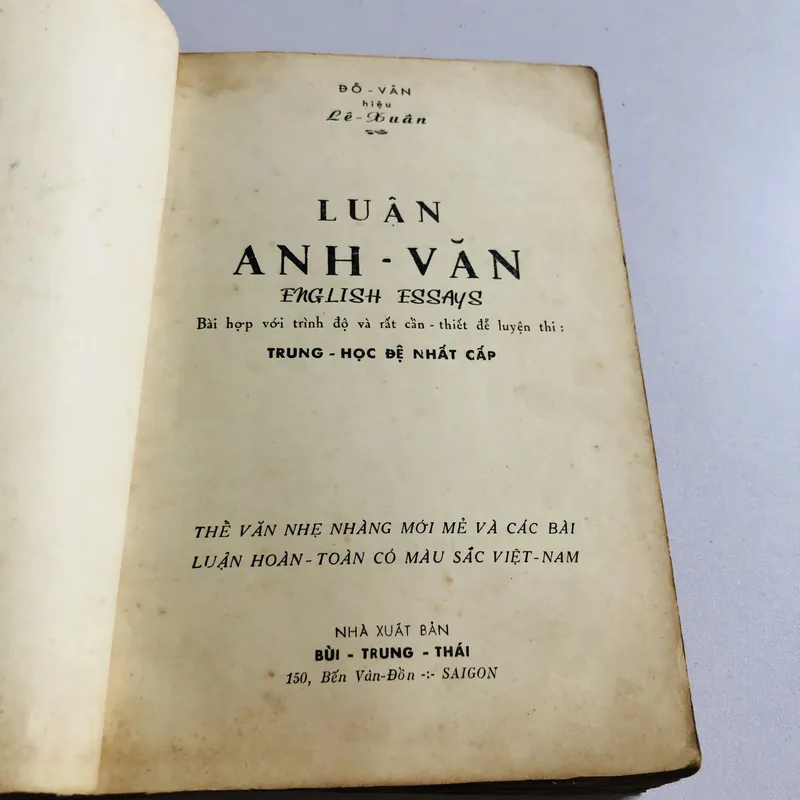 ĐỖ - VĂN
hiệu
Lê - Xuân
LUẬN
ANH - VĂN
ENGLISH ESSAYS
Bài hợp với trình độ và rất cần - thiết để luyện thi :
TRUNG - HỌC ĐỆ NHẤT CẤP
THỂ VĂN NHẸ NHÀNG MỚI MẺ VÀ CÁC BÀI
LUẬN HOÀN - TOÀN CÓ MÀU SẮC VIỆT - NAM
NHÀ XUẤT BẢN
BÙI - TRUNG - THÁI
150, Bến Vân-Đồn -:- SAIGON